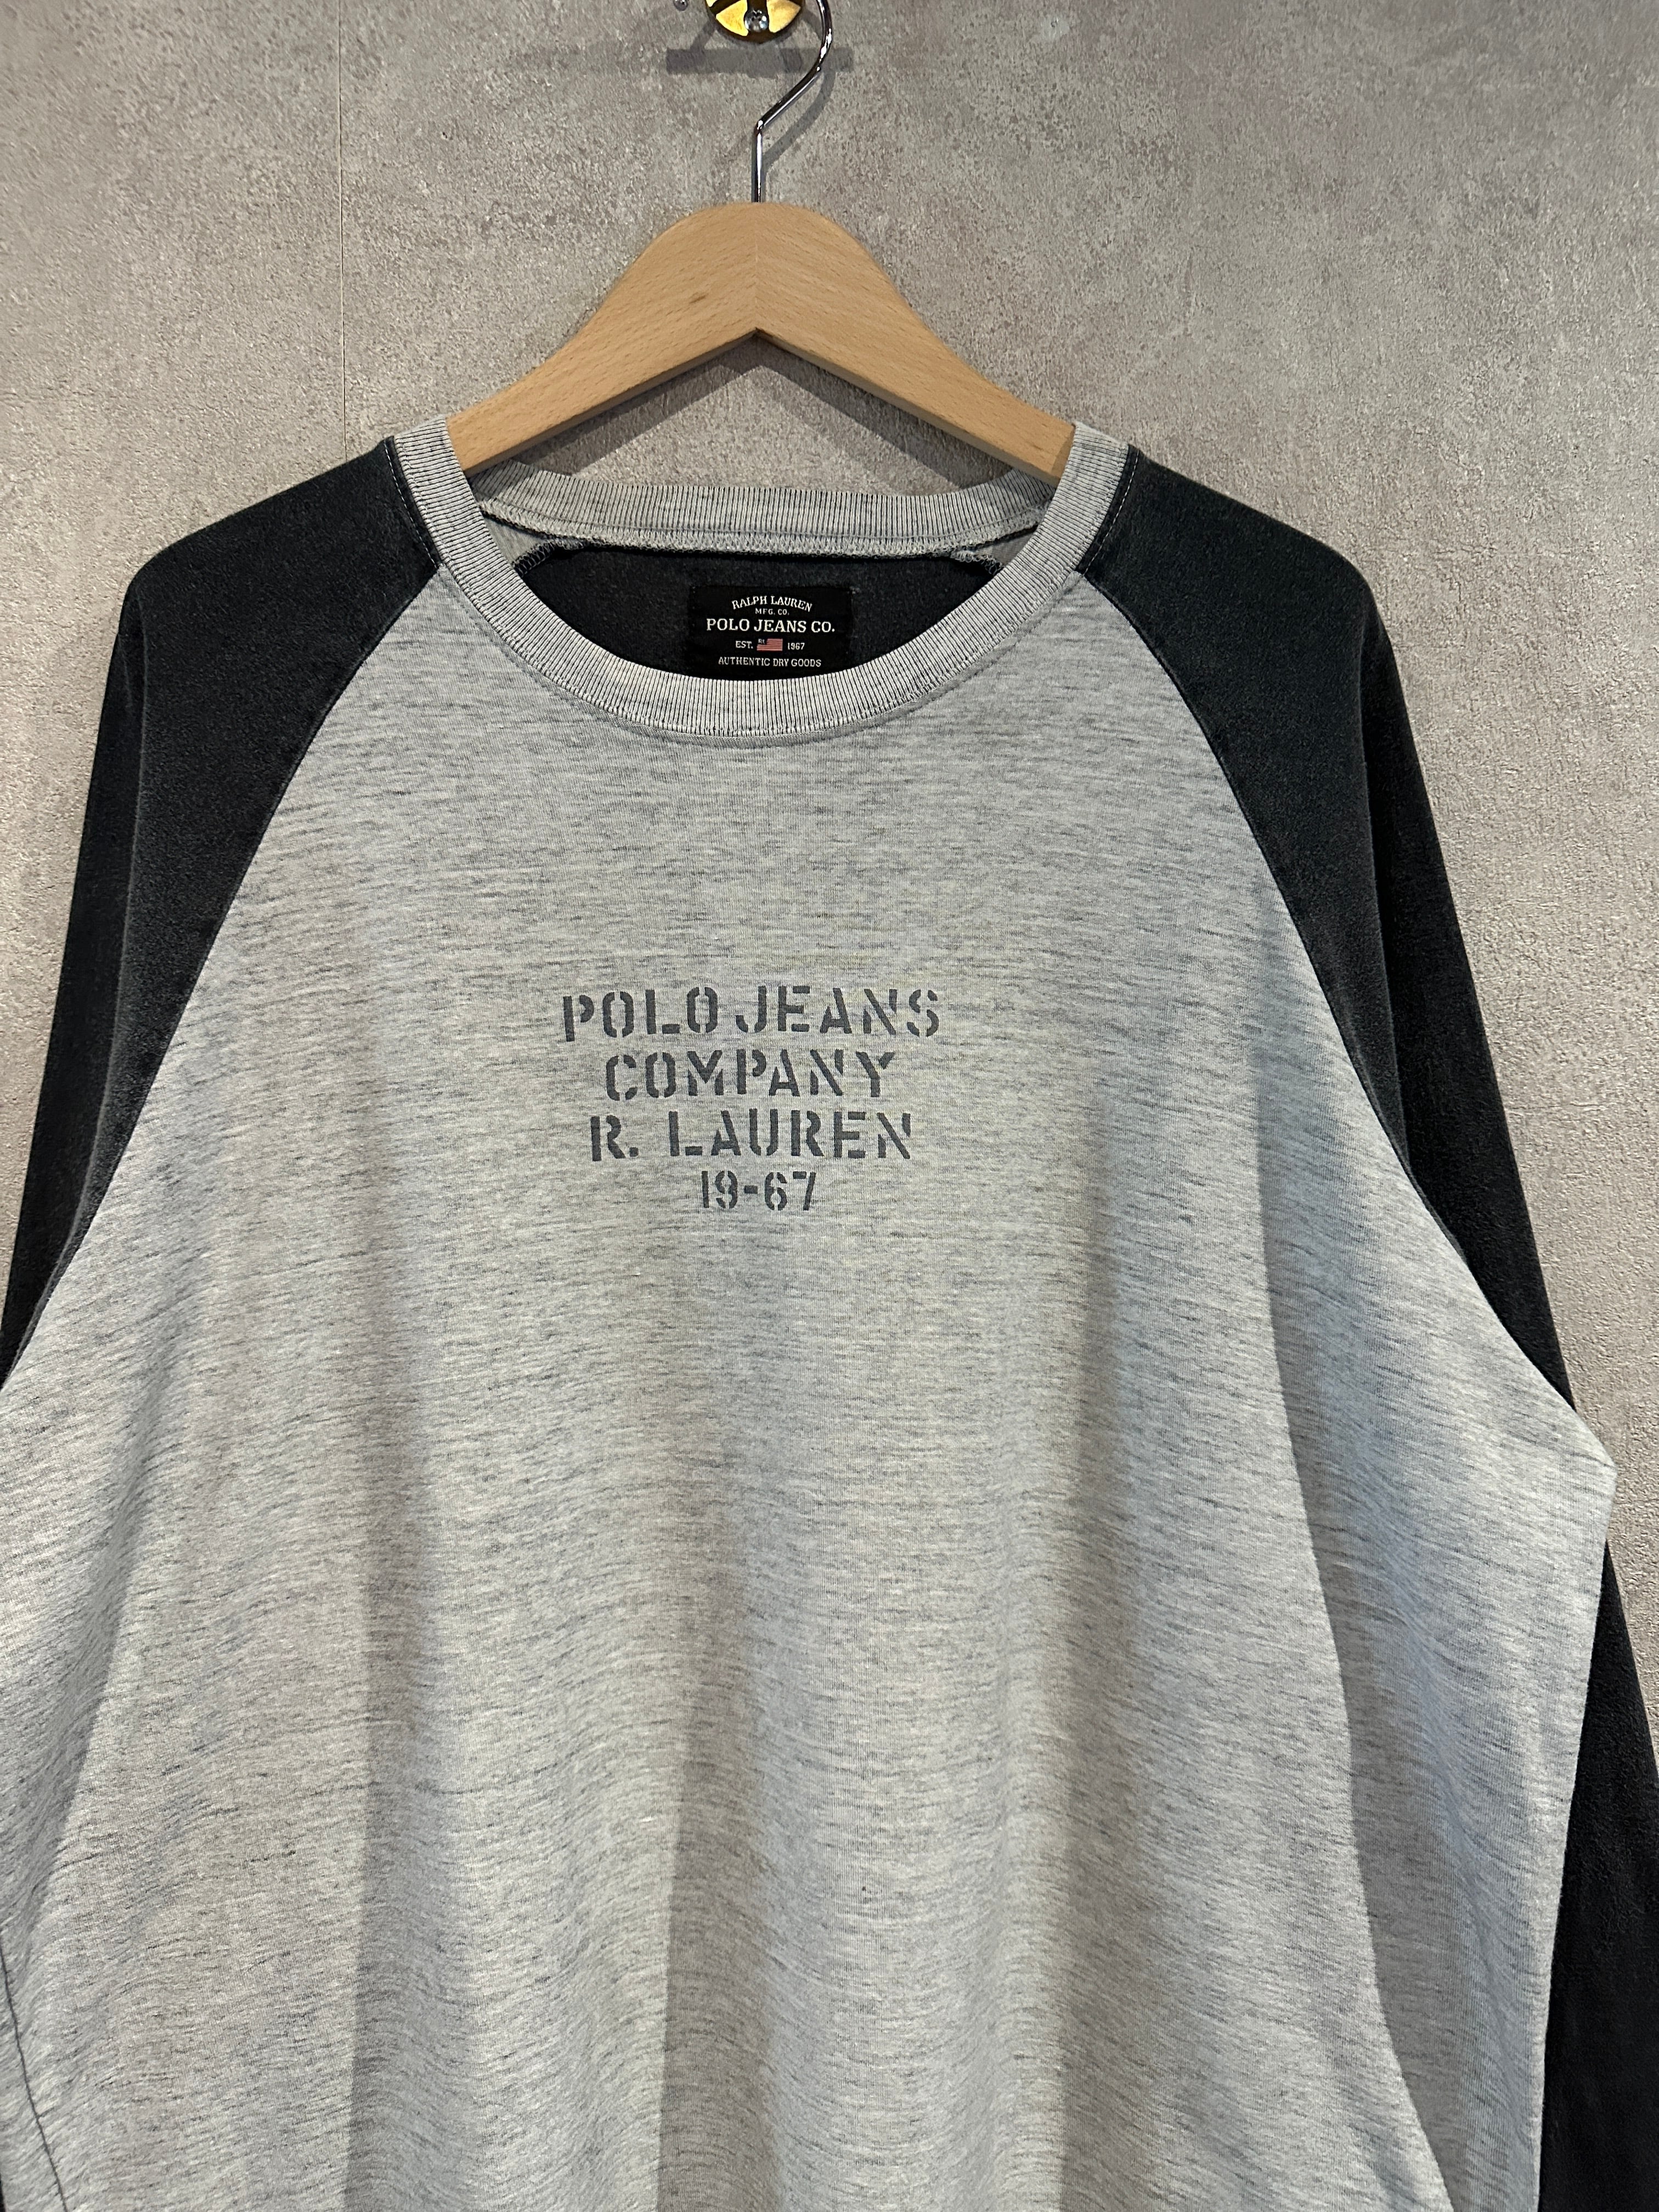 RALPH LAUREN
MFG. CO.
POLO JEANS CO.
EST. 1967
AUTHENTIC DRY GOODS
POLO JEANS
COMPANY
R. LAUREN
19-67